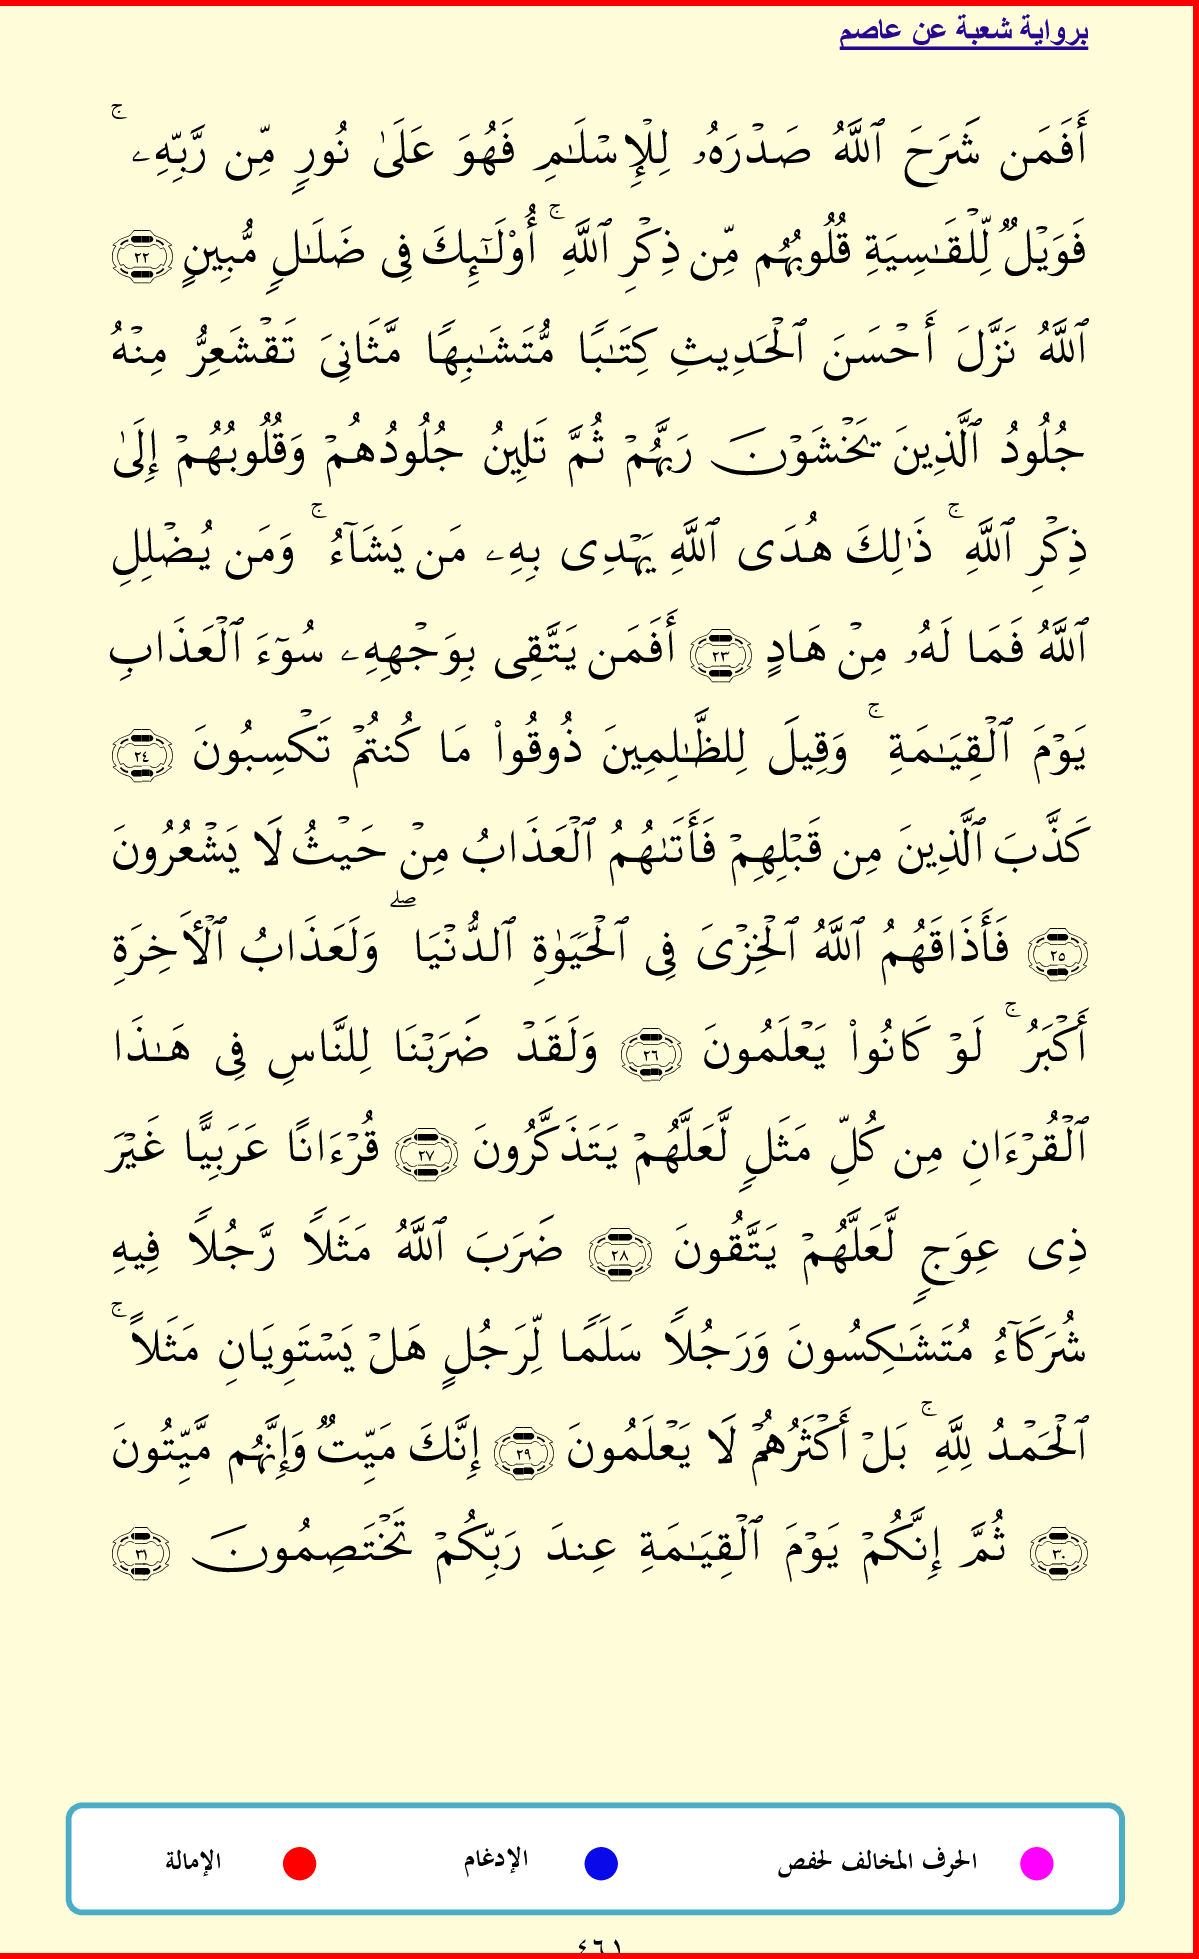 برواية شعبة عن عاصم
أَفَمَن شَرَحَ ٱللَّهُ صَدْرَهُۥ لِلْإِسْلَـٰمِ فَهُوَ عَلَىٰ نُورٍ مِّن رَّبِّهِۦ ۚ
فَوَيْلٌ لِّلْقَـٰسِيَةِ قُلُوبُهُم مِّن ذِكْرِ ٱللَّهِ ۚ أُو۟لَـٰٓئِكَ فِى ضَلَـٰلٍ مُّبِينٍ ٢٢
ٱللَّهُ نَزَّلَ أَحْسَنَ ٱلْحَدِيثِ كِتَـٰبًا مُّتَشَـٰبِهًا مَّثَانِىَ تَقْشَعِرُّ مِنْهُ
جُلُودُ ٱلَّذِينَ يَخْشَوْنَ رَبَّهُمْ ثُمَّ تَلِينُ جُلُودُهُمْ وَقُلُوبُهُمْ إِلَىٰ
ذِكْرِ ٱللَّهِ ۚ ذَٰلِكَ هُدَى ٱللَّهِ يَهْدِى بِهِۦ مَن يَشَآءُ ۚ وَمَن يُضْلِلِ
ٱللَّهُ فَمَا لَهُۥ مِنْ هَادٍ ٢٣ أَفَمَن يَتَّقِى بِوَجْهِهِۦ سُوٓءَ ٱلْعَذَابِ
يَوْمَ ٱلْقِيَـٰمَةِ ۚ وَقِيلَ لِلظَّـٰلِمِينَ ذُوقُوا۟ مَا كُنتُمْ تَكْسِبُونَ ٢٤
كَذَّبَ ٱلَّذِينَ مِن قَبْلِهِمْ فَأَتَىٰهُمُ ٱلْعَذَابُ مِنْ حَيْثُ لَا يَشْعُرُونَ
٢٥ فَأَذَاقَهُمُ ٱللَّهُ ٱلْخِزْىَ فِى ٱلْحَيَوٰةِ ٱلدُّنْيَا ۖ وَلَعَذَابُ ٱلْـَٔاخِرَةِ
أَكْبَرُ ۚ لَوْ كَانُوا۟ يَعْلَمُونَ ٢٦ وَلَقَدْ ضَرَبْنَا لِلنَّاسِ فِى هَـٰذَا
ٱلْقُرْءَانِ مِن كُلِّ مَثَلٍ لَّعَلَّهُمْ يَتَذَكَّرُونَ ٢٧ قُرْءَانًا عَرَبِيًّا غَيْرَ
ذِى عِوَجٍ لَّعَلَّهُمْ يَتَّقُونَ ٢٨ ضَرَبَ ٱللَّهُ مَثَلًا رَّجُلًا فِيهِ
شُرَكَآءُ مُتَشَـٰكِسُونَ وَرَجُلًا سَلَمًا لِّرَجُلٍ هَلْ يَسْتَوِيَانِ مَثَلًا ۚ
ٱلْحَمْدُ لِلَّهِ ۚ بَلْ أَكْثَرُهُمْ لَا يَعْلَمُونَ ٢٩ إِنَّكَ مَيِّتٌ وَإِنَّهُم مَّيِّتُونَ
٣٠ ثُمَّ إِنَّكُمْ يَوْمَ ٱلْقِيَـٰمَةِ عِندَ رَبِّكُمْ تَخْتَصِمُونَ ٣١
الحرف المخالف لحفص الإدغام الإمالة
٤٦١